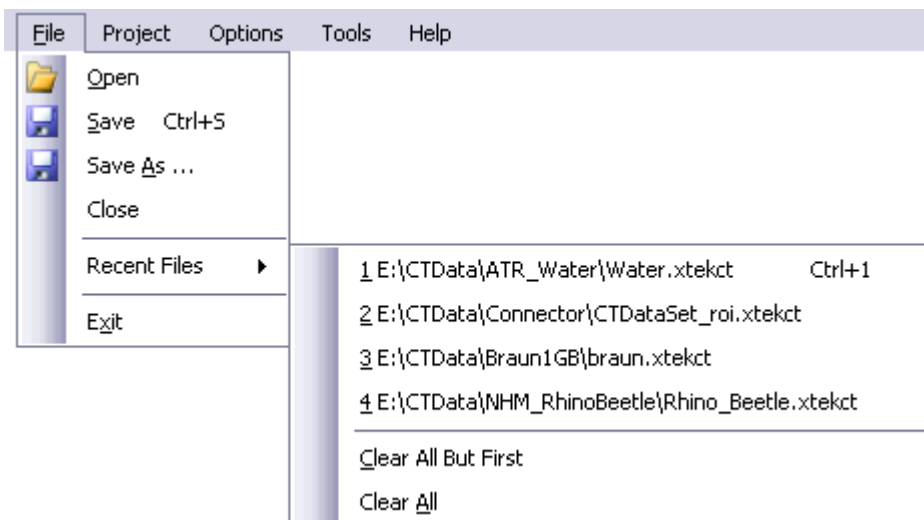 File Project Options Tools Help
Open
Save Ctrl+S
Save As ...
Close
Recent Files
Exit
1 E:\CTData\ATR_Water\Water.xtekct Ctrl+1
2 E:\CTData\Connector\CTDataSet_roi.xtekct
3 E:\CTData\Braun1GB\braun.xtekct
4 E:\CTData\NHM_RhinoBeetle\Rhino_Beetle.xtekct
Clear All But First
Clear All